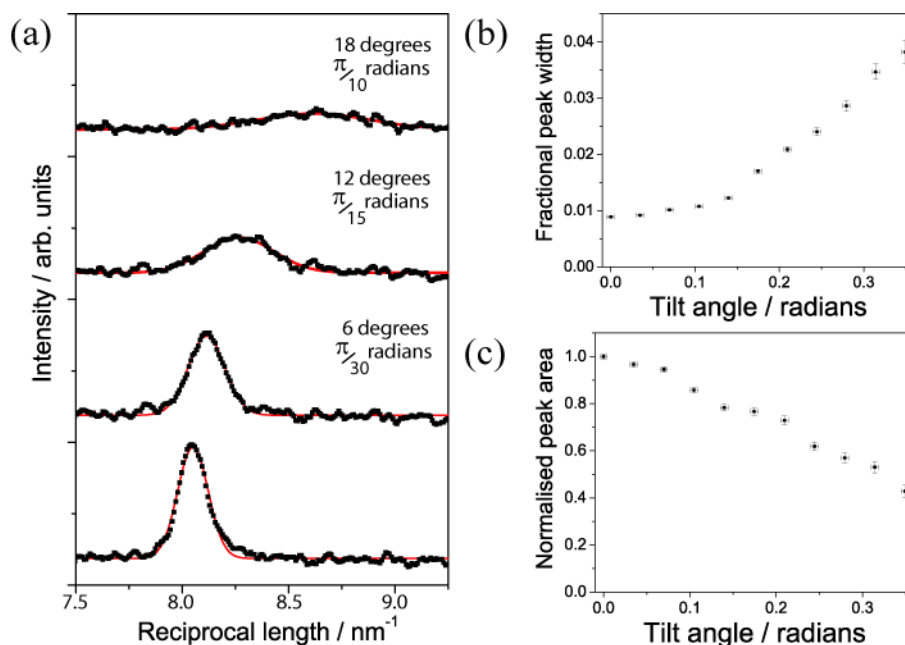 (a)
18 degrees
π/10 radians
12 degrees
π/15 radians
6 degrees
π/30 radians
Intensity / arb. units
7.5 8.0 8.5 9.0
Reciprocal length / nm⁻¹
(b)
0.04
0.03
0.02
0.01
0.00
Fractional peak width
0.0 0.1 0.2 0.3
Tilt angle / radians
(c)
1.0
0.8
0.6
0.4
0.2
0.0
Normalised peak area
0.0 0.1 0.2 0.3
Tilt angle / radians